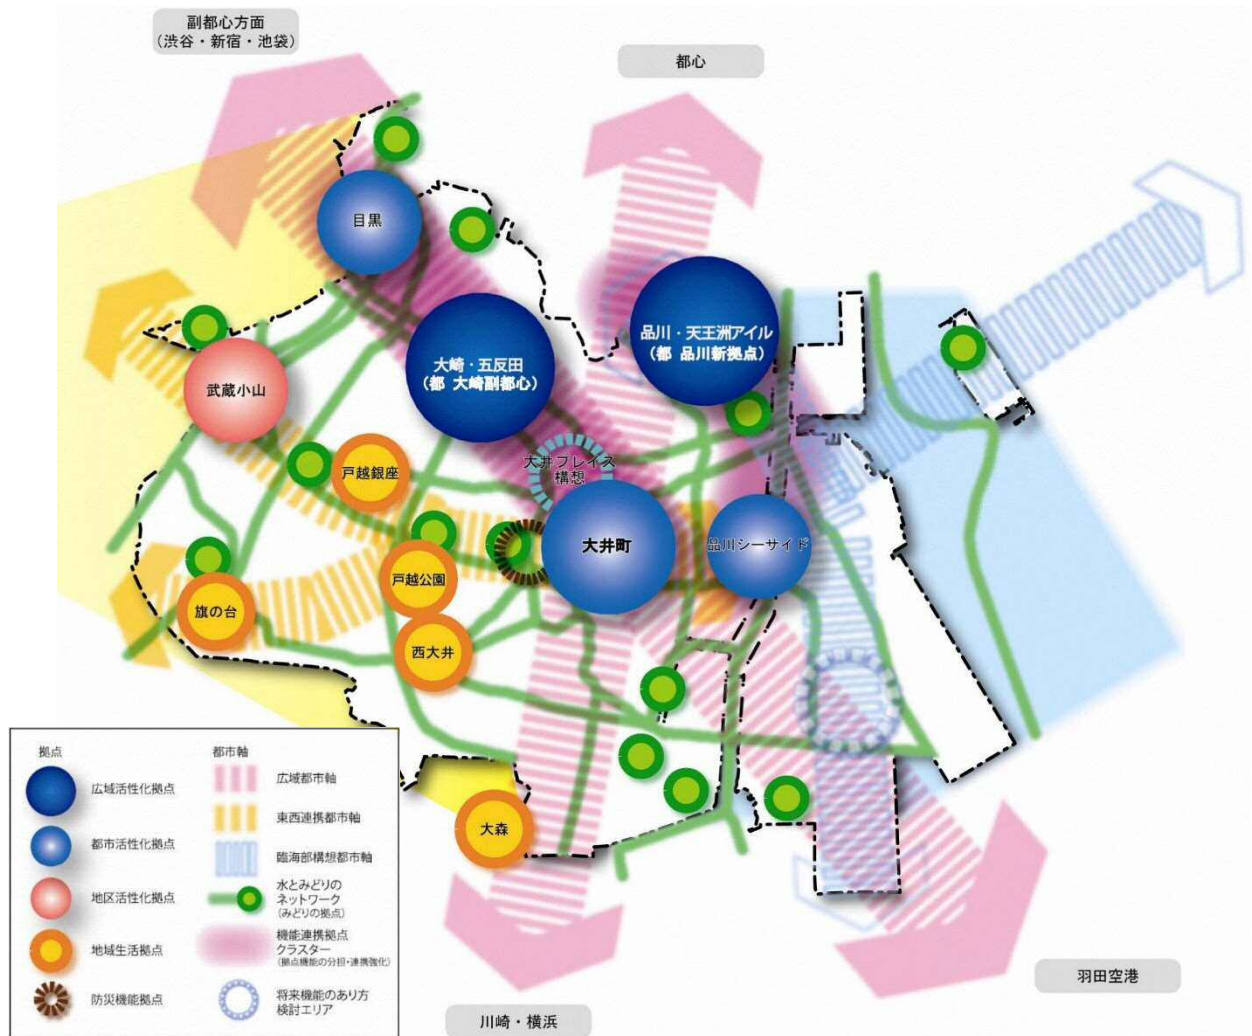 副都心方面
(渋谷・新宿・池袋)
都心
目黒
品川・天王洲アイル
(都 品川新拠点)
大崎・五反田
(都 大崎副都心)
武蔵小山
大井プレイス
構想
戸越銀座
大井町
品川シーサイド
戸越公園
旗の台
西大井
大森
羽田空港
川崎・横浜
拠点
広域活性化拠点
都市活性化拠点
地区活性化拠点
地域生活拠点
防災機能拠点
都市軸
広域都市軸
東西連携都市軸
臨海部構想都市軸
水とみどりの
ネットワーク
(みどりの拠点)
機能連携拠点
クラスター
(拠点機能の分担・連携強化)
将来機能のあり方
検討エリア